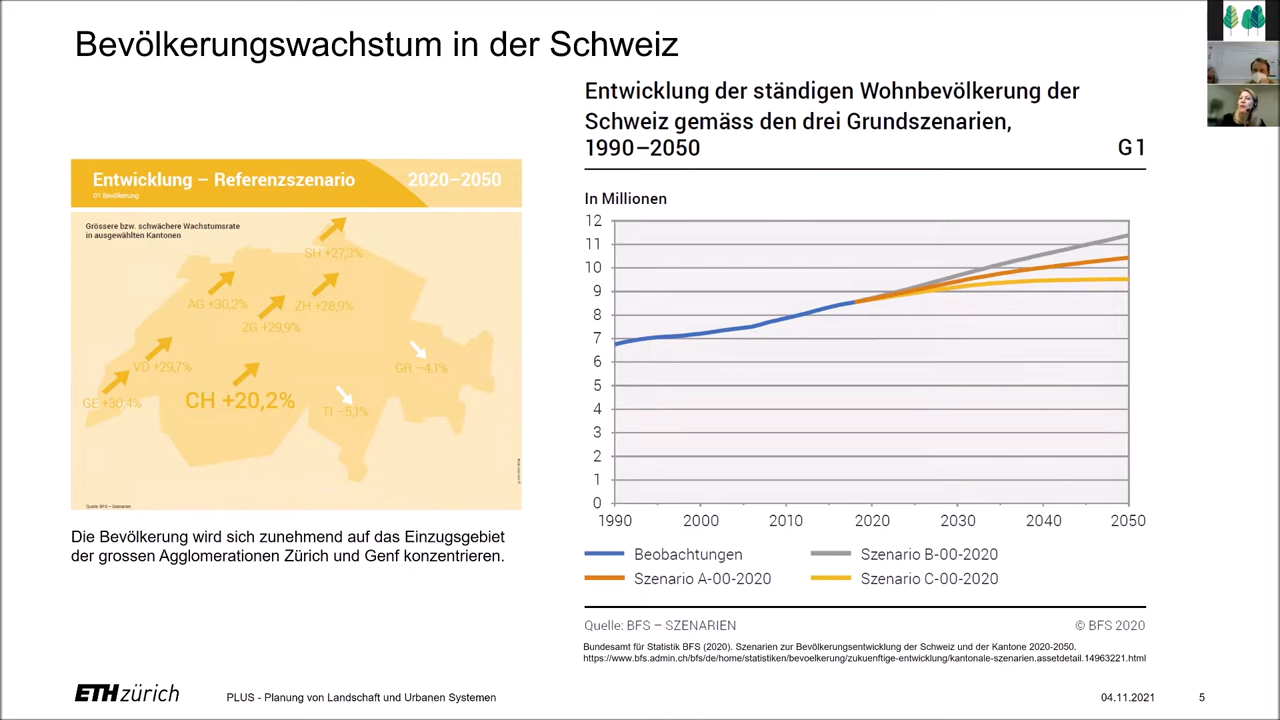 Bevölkerungswachstum in der Schweiz
Entwicklung – Referenzszenario 2020–2050
01 Bevölkerung
Grössere bzw. schwächere Wachstumsrate
in ausgewählten Kantonen
SH +27,3%
AG +30,2%
ZH +28,9%
ZG +29,9%
VD +29,7%
GR –4,1%
GE +30,4%
CH +20,2%
TI –5,1%
Quelle: BFS – Szenarien
Die Bevölkerung wird sich zunehmend auf das Einzugsgebiet
der grossen Agglomerationen Zürich und Genf konzentrieren.
Entwicklung der ständigen Wohnbevölkerung der
Schweiz gemäss den drei Grundszenarien,
1990–2050 G1
In Millionen
12
11
10
9
8
7
6
5
4
3
2
1
0
1990 2000 2010 2020 2030 2040 2050
Beobachtungen Szenario B-00-2020
Szenario A-00-2020 Szenario C-00-2020
Quelle: BFS – SZENARIEN © BFS 2020
Bundesamt für Statistik BFS (2020). Szenarien zur Bevölkerungsentwicklung der Schweiz und der Kantone 2020-2050.
https://www.bfs.admin.ch/bfs/de/home/statistiken/bevoelkerung/zukuenftige-entwicklung/kantonale-szenarien.assetdetail.14963221.html
ETH zürich PLUS - Planung von Landschaft und Urbanen Systemen 04.11.2021 5